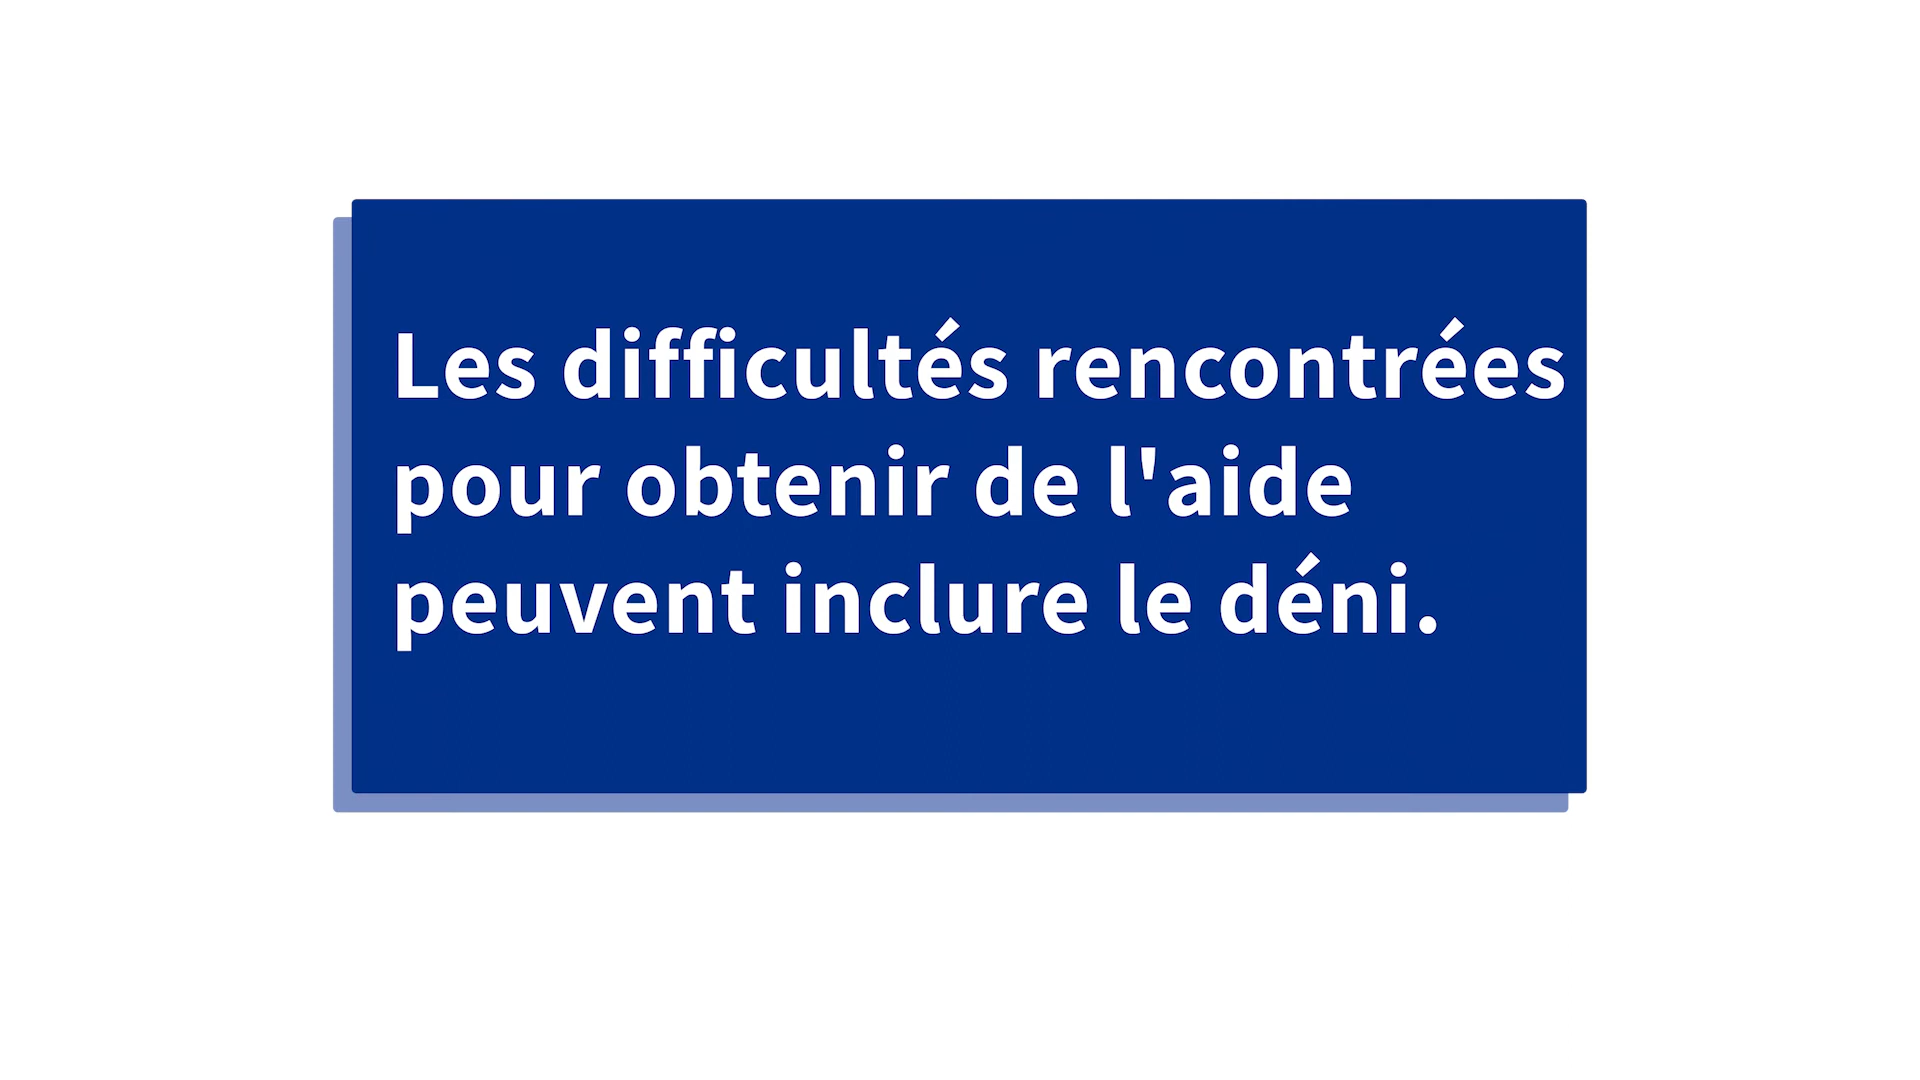 Les difficultés rencontrées
pour obtenir de l'aide
peuvent inclure le déni.